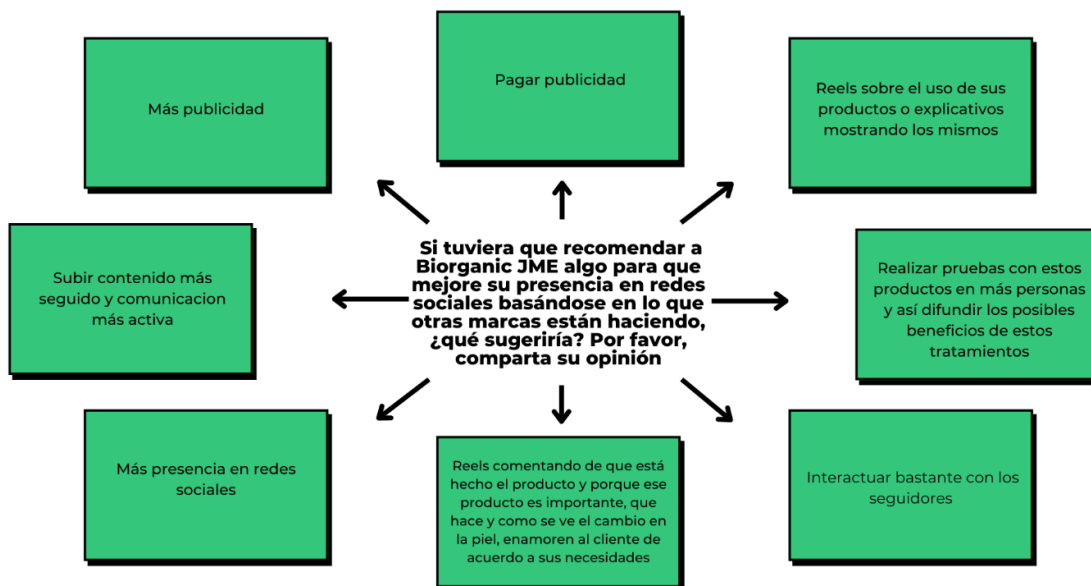 Más publicidad
Pagar publicidad
Reels sobre el uso de sus
productos o explicativos
mostrando los mismos
Subir contenido más
seguido y comunicacion
más activa
Si tuviera que recomendar a
Biorganic JME algo para que
mejore su presencia en redes
sociales basándose en lo que
otras marcas están haciendo,
¿qué sugeriría? Por favor,
comparta su opinión
Realizar pruebas con estos
productos en más personas
y así difundir los posibles
beneficios de estos
tratamientos
Más presencia en redes
sociales
Reels comentando de que está
hecho el producto y porque ese
producto es importante, que
hace y como se ve el cambio en
la piel, enamoren al cliente de
acuerdo a sus necesidades
Interactuar bastante con los
seguidores